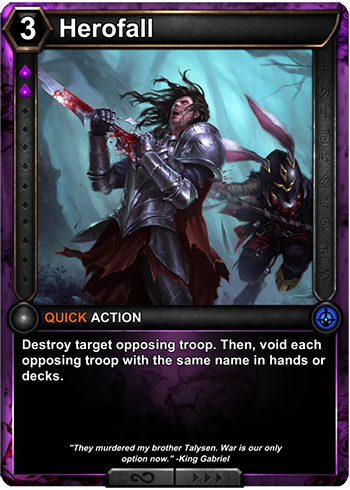 3 Herofall
QUICK ACTION
Destroy target opposing troop. Then, void each
opposing troop with the same name in hands or
decks.
"They murdered my brother Talysen. War is our only
option now." -King Gabriel